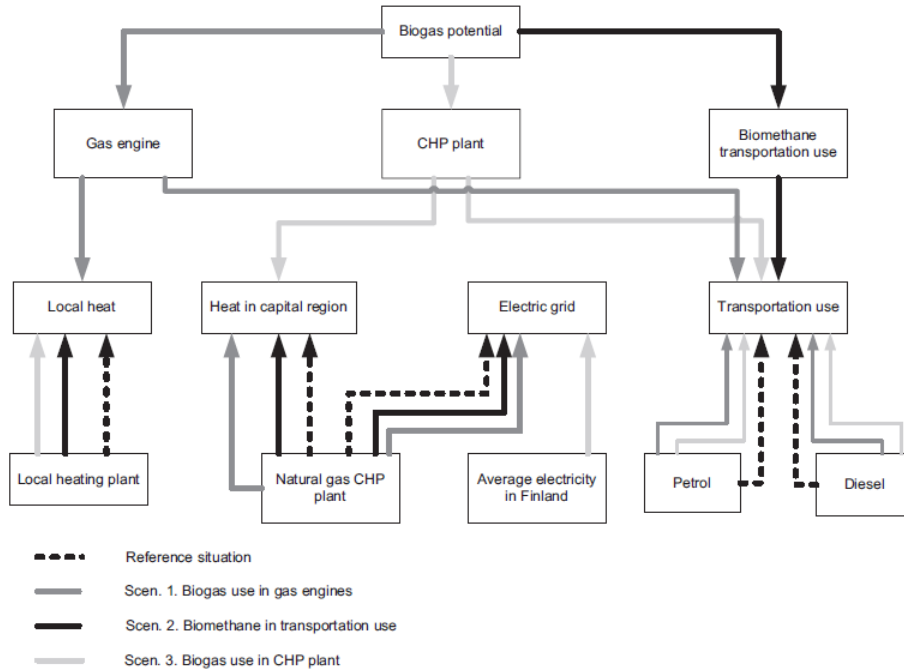 Biogas potential
Gas engine
CHP plant
Biomethane
transportation use
Local heat
Heat in capital region
Electric grid
Transportation use
Local heating plant
Natural gas CHP
plant
Average electricity
in Finland
Petrol
Diesel
Reference situation
Scen. 1. Biogas use in gas engines
Scen. 2. Biomethane in transportation use
Scen. 3. Biogas use in CHP plant